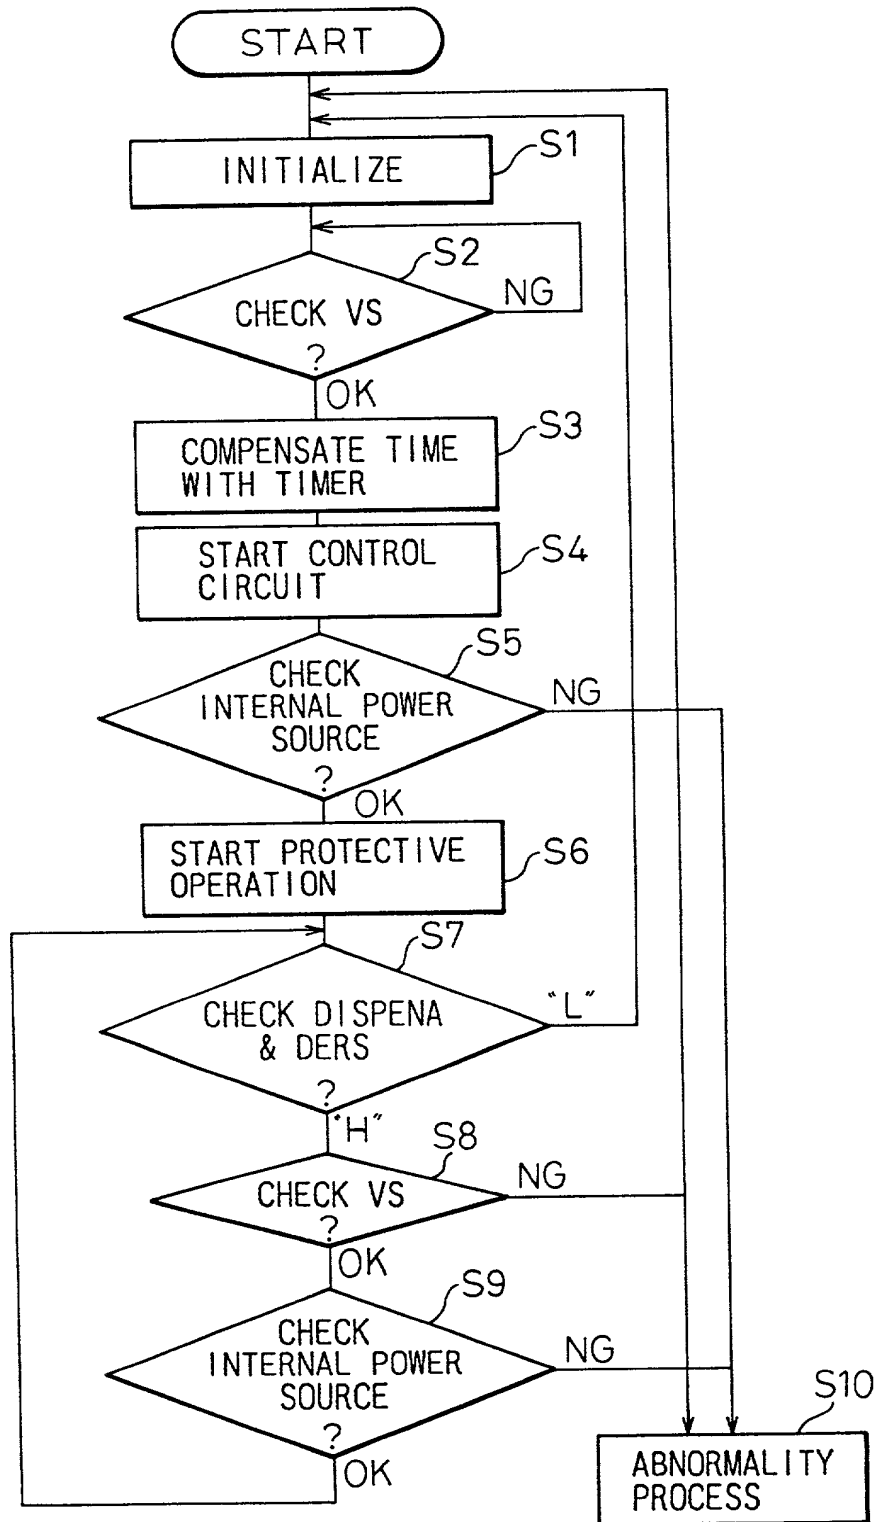 START
INITIALIZE
S1
S2
CHECK VS
?
NG
OK
COMPENSATE TIME
WITH TIMER
S3
START CONTROL
CIRCUIT
S4
S5
CHECK
INTERNAL POWER
SOURCE
?
NG
OK
START PROTECTIVE
OPERATION
S6
S7
CHECK DISPENA
& DERS
?
"L"
"H"
S8
CHECK VS
?
NG
OK
S9
CHECK
INTERNAL POWER
SOURCE
?
NG
OK
S10
ABNORMALITY
PROCESS